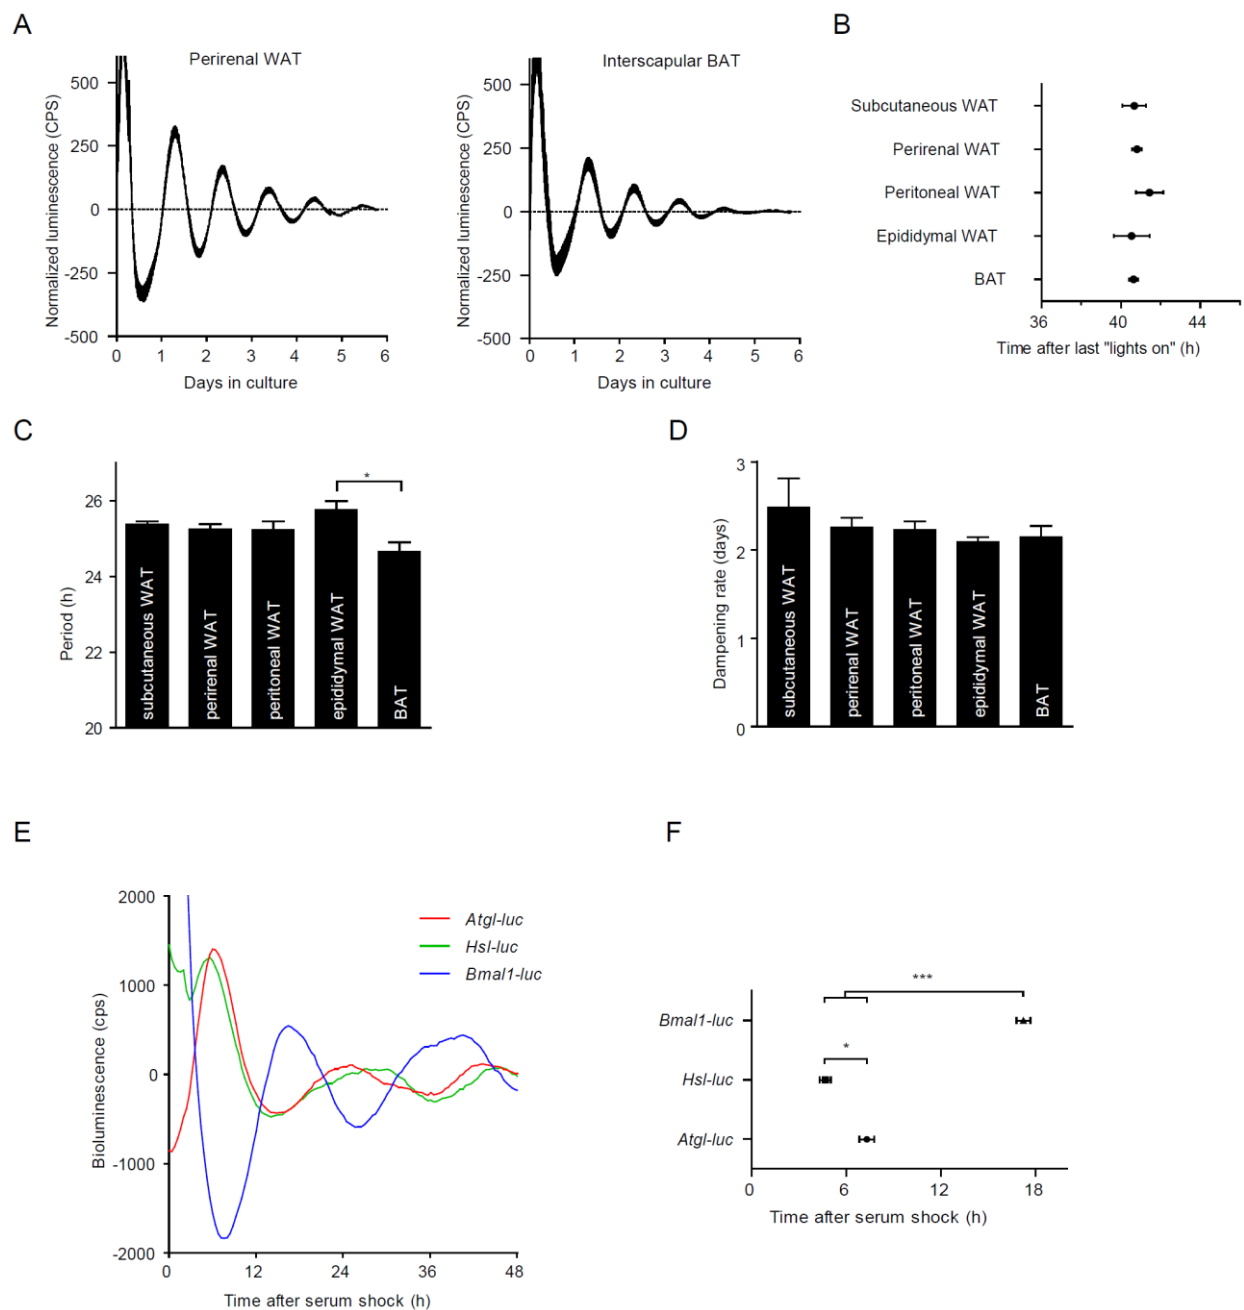 A
B
Perirenal WAT
Interscapular BAT
Normalized luminescence (CPS)
500
250
0
-250
-500
0 1 2 3 4 5 6
Days in culture
Normalized luminescence (CPS)
500
250
0
-250
-500
0 1 2 3 4 5 6
Days in culture
Subcutaneous WAT
Perirenal WAT
Peritoneal WAT
Epididymal WAT
BAT
36 40 44
Time after last "lights on" (h)
C
D
Period (h)
26
24
22
20
*
subcutaneous WAT
perirenal WAT
peritoneal WAT
epididymal WAT
BAT
Dampening rate (days)
3
2
1
0
subcutaneous WAT
perirenal WAT
peritoneal WAT
epididymal WAT
BAT
E
F
Bioluminescence (cps)
2000
1000
0
-1000
-2000
Atgl-luc
Hsl-luc
Bmal1-luc
0 12 24 36 48
Time after serum shock (h)
***
Bmal1-luc
*
Hsl-luc
Atgl-luc
0 6 12 18
Time after serum shock (h)